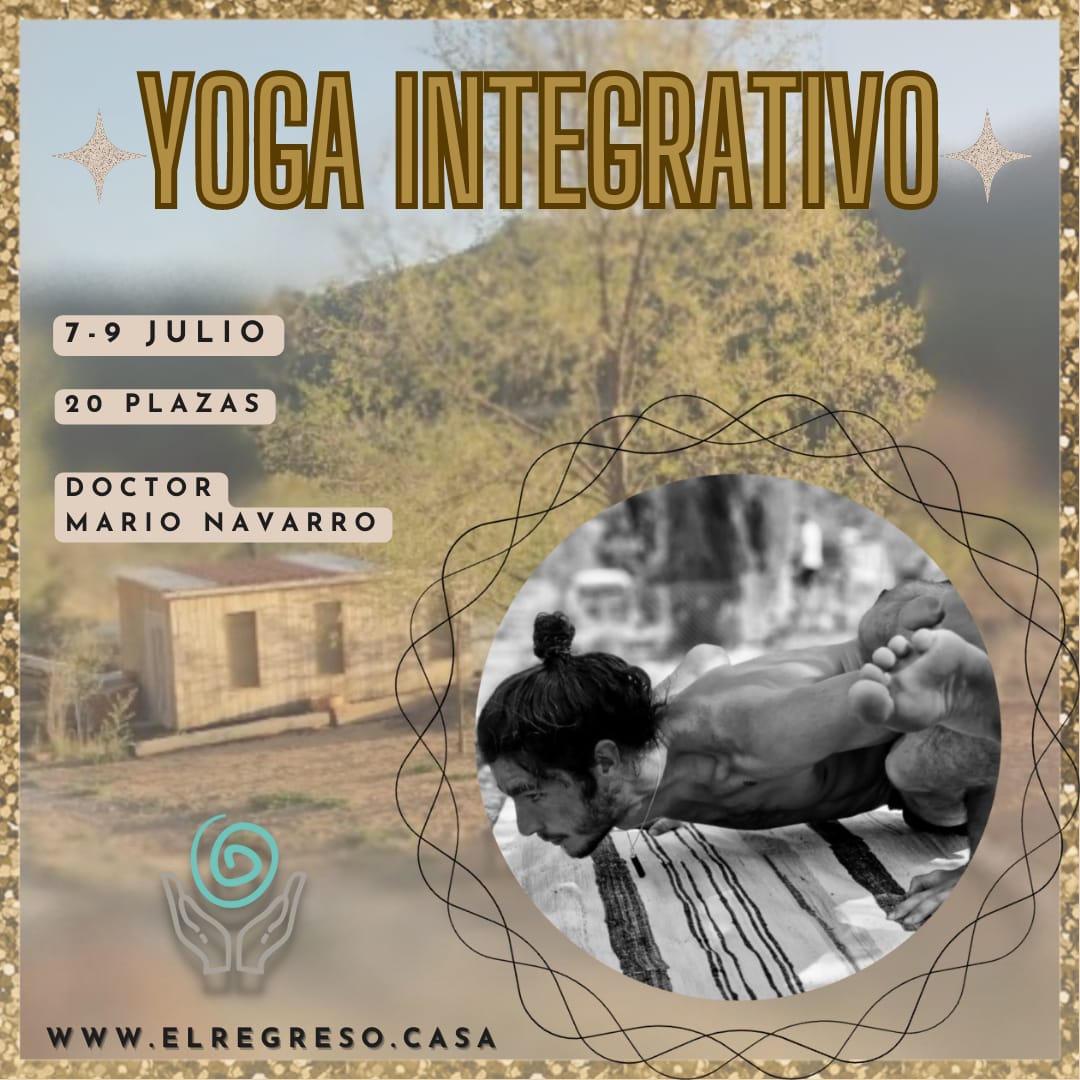 YOGA INTEGRATIVO
7-9 JULIO
20 PLAZAS
DOCTOR
MARIO NAVARRO
WWW.ELREGRESO.CASA